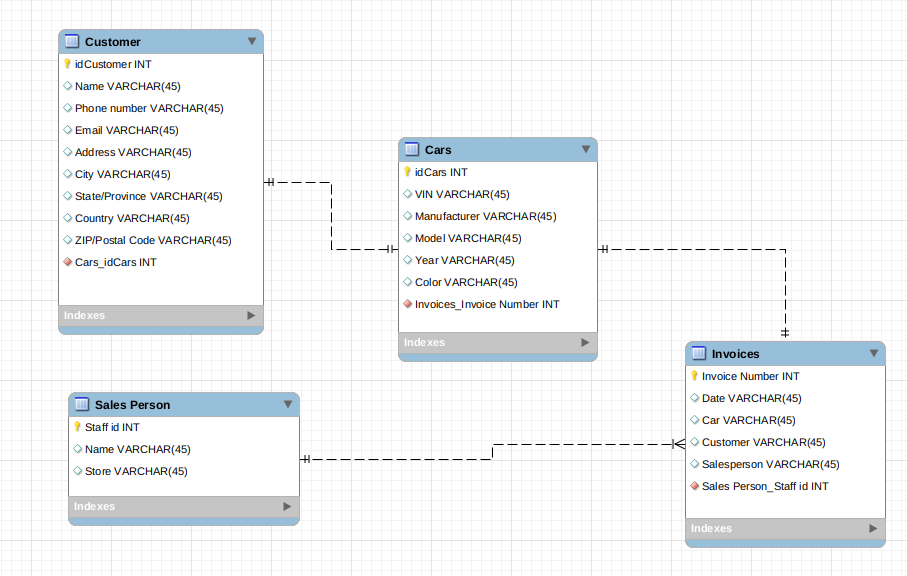 Customer
idCustomer INT
Name VARCHAR(45)
Phone number VARCHAR(45)
Email VARCHAR(45)
Address VARCHAR(45)
City VARCHAR(45)
State/Province VARCHAR(45)
Country VARCHAR(45)
ZIP/Postal Code VARCHAR(45)
Cars_idCars INT
Indexes
Cars
idCars INT
VIN VARCHAR(45)
Manufacturer VARCHAR(45)
Model VARCHAR(45)
Year VARCHAR(45)
Color VARCHAR(45)
Invoices_Invoice Number INT
Indexes
Sales Person
Staff id INT
Name VARCHAR(45)
Store VARCHAR(45)
Indexes
Invoices
Invoice Number INT
Date VARCHAR(45)
Car VARCHAR(45)
Customer VARCHAR(45)
Salesperson VARCHAR(45)
Sales Person_Staff id INT
Indexes